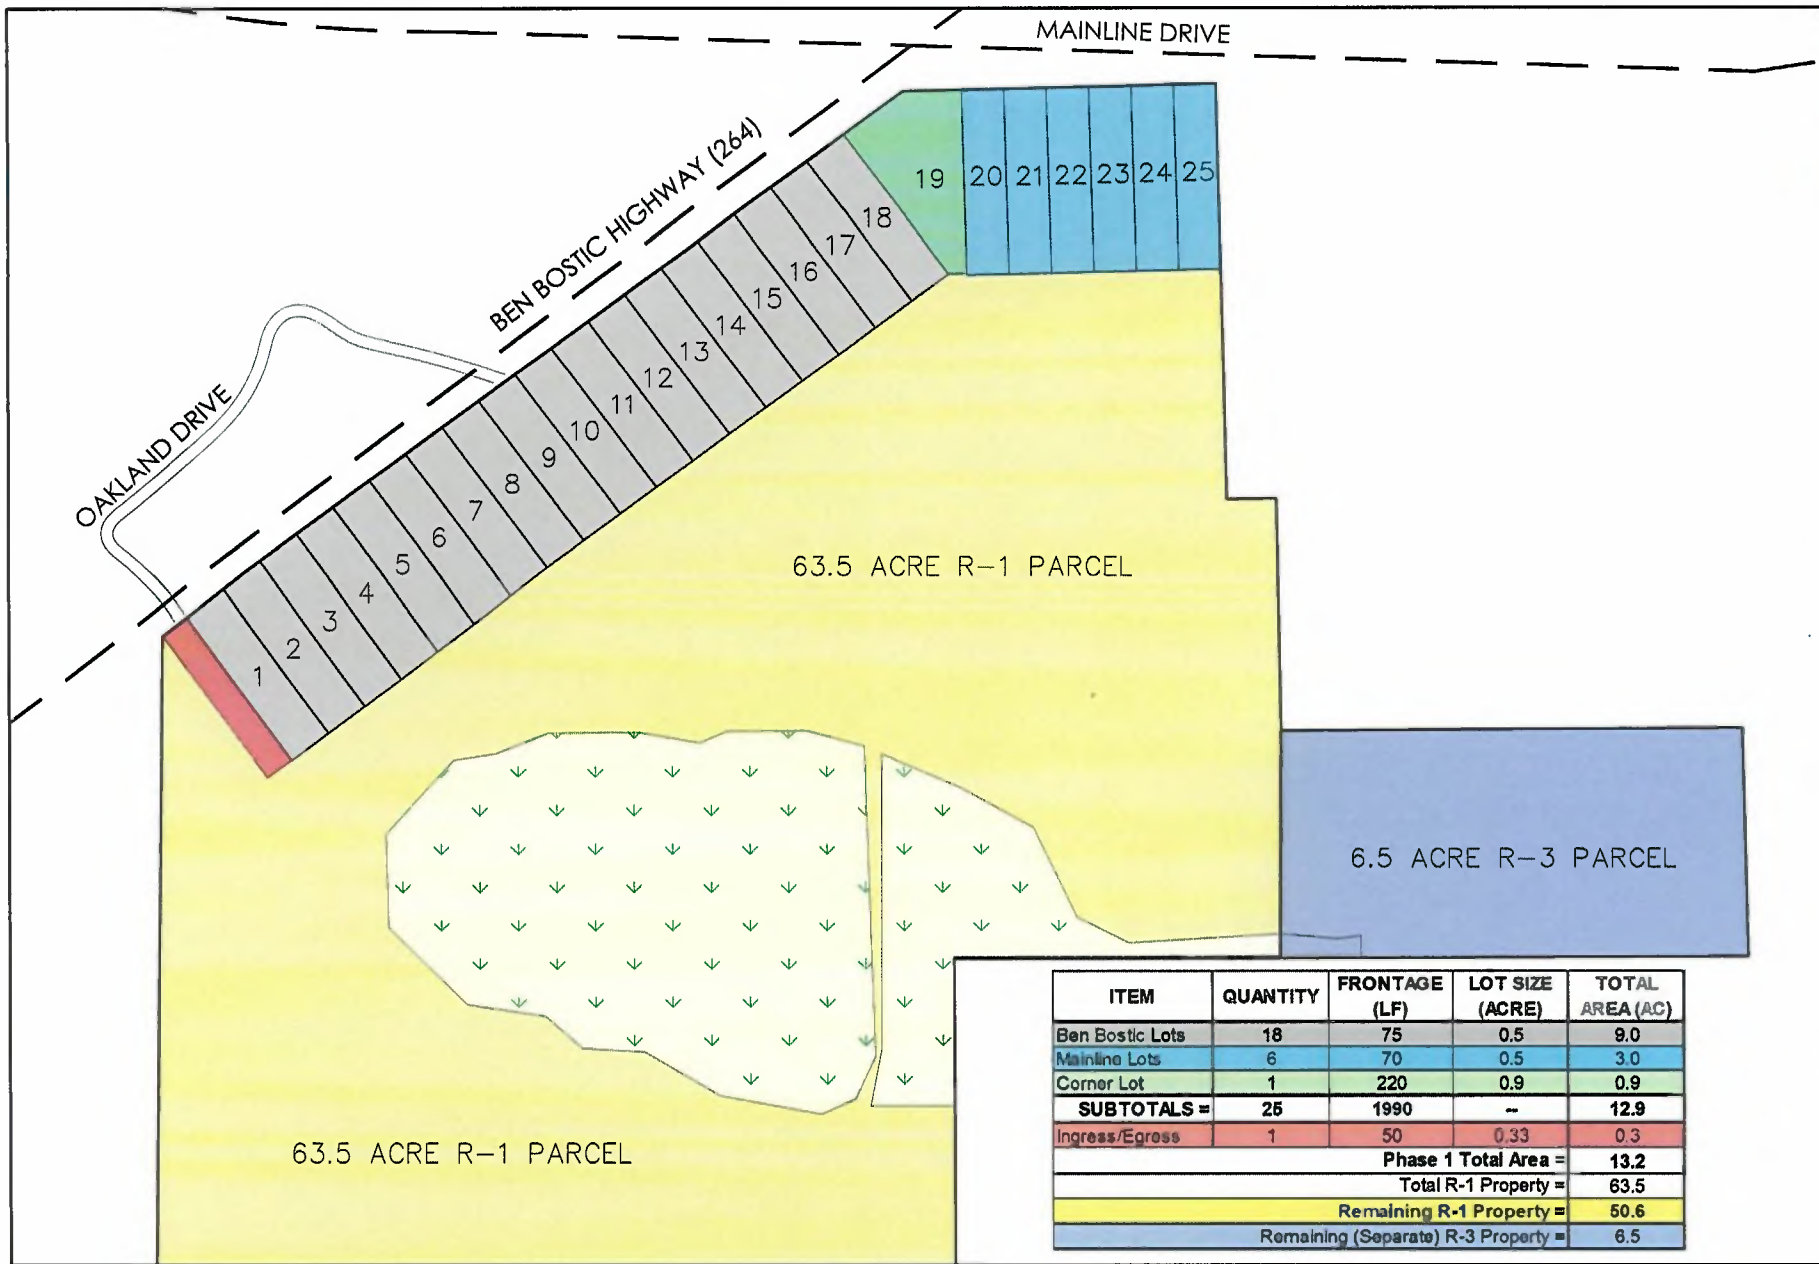 MAINLINE DRIVE
BEN BOSTIC HIGHWAY (264)
OAKLAND DRIVE
1
2
3
4
5
6
7
8
9
10
11
12
13
14
15
16
17
18
19
20
21
22
23
24
25
63.5 ACRE R-1 PARCEL
6.5 ACRE R-3 PARCEL
63.5 ACRE R-1 PARCEL
ITEM QUANTITY FRONTAGE (LF) LOT SIZE (ACRE) TOTAL AREA (AC)
Ben Bostic Lots 18 75 0.5 9.0
Mainline Lots 6 70 0.5 3.0
Corner Lot 1 220 0.9 0.9
SUBTOTALS = 25 1990 -- 12.9
Ingress/Egress 1 50 0.33 0.3
Phase 1 Total Area = 13.2
Total R-1 Property = 63.5
Remaining R-1 Property = 50.6
Remaining (Separate) R-3 Property = 6.5